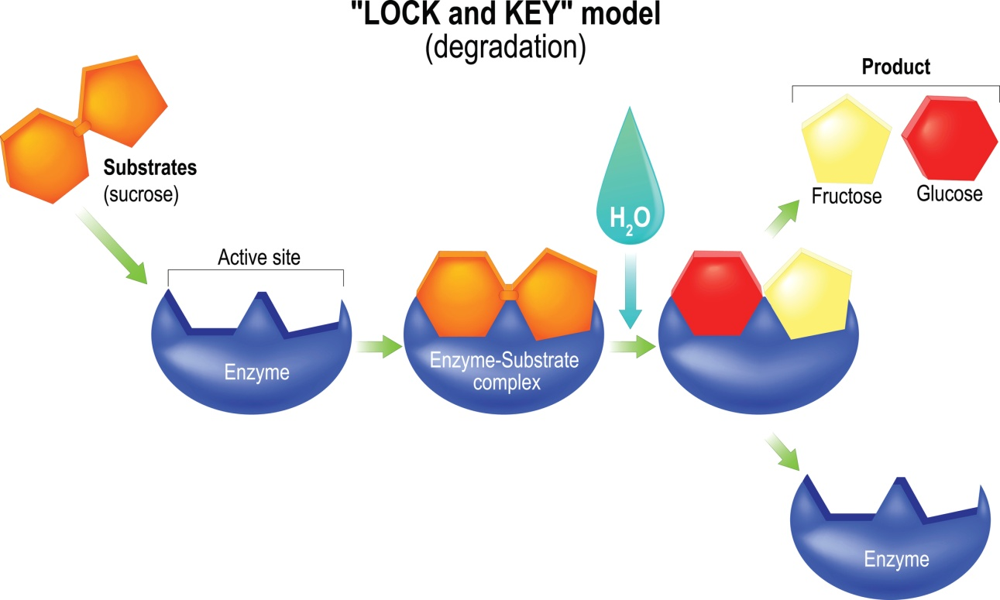 "LOCK and KEY" model
(degradation)
Product
Fructose
Glucose
Substrates
(sucrose)
H₂O
Active site
Enzyme
Enzyme-Substrate
complex
Enzyme